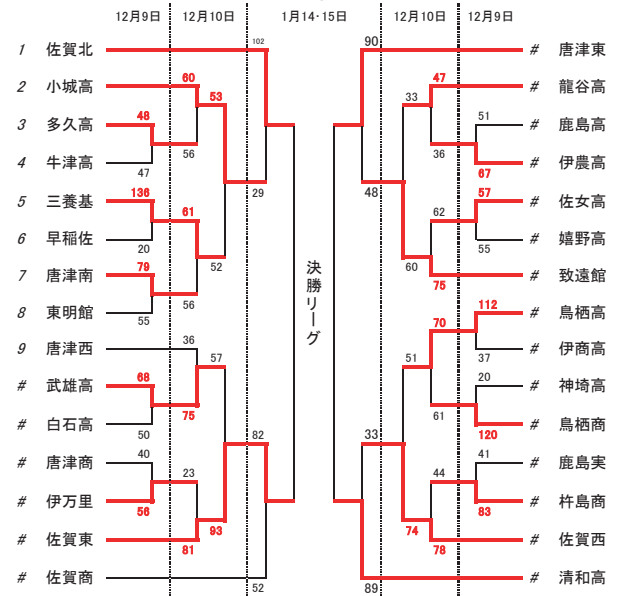 12月9日 12月10日 1月14・15日 12月10日 12月9日
1 佐賀北 102 90 # 唐津東
2 小城高 60 47 # 龍谷高
53 33
3 多久高 48 51 # 鹿島高
56 36
4 牛津高 47 67 # 伊農高
29 48
5 三養基 136 57 # 佐女高
61 62
6 早稲佐 20 55 # 嬉野高
52 60
7 唐津南 79 75 # 致遠館
56
8 東明館 55 112 # 鳥栖高
70
9 唐津西 36 37 # 伊商高
57 51
# 武雄高 68 20 # 神埼高
75 61
# 白石高 50 120 # 鳥栖商
82 33
# 唐津商 40 41 # 鹿島実
23 44
# 伊万里 56 83 # 杵島商
93 74
# 佐賀東 81 78 # 佐賀西
# 佐賀商 52 89 # 清和高
決勝リーグ